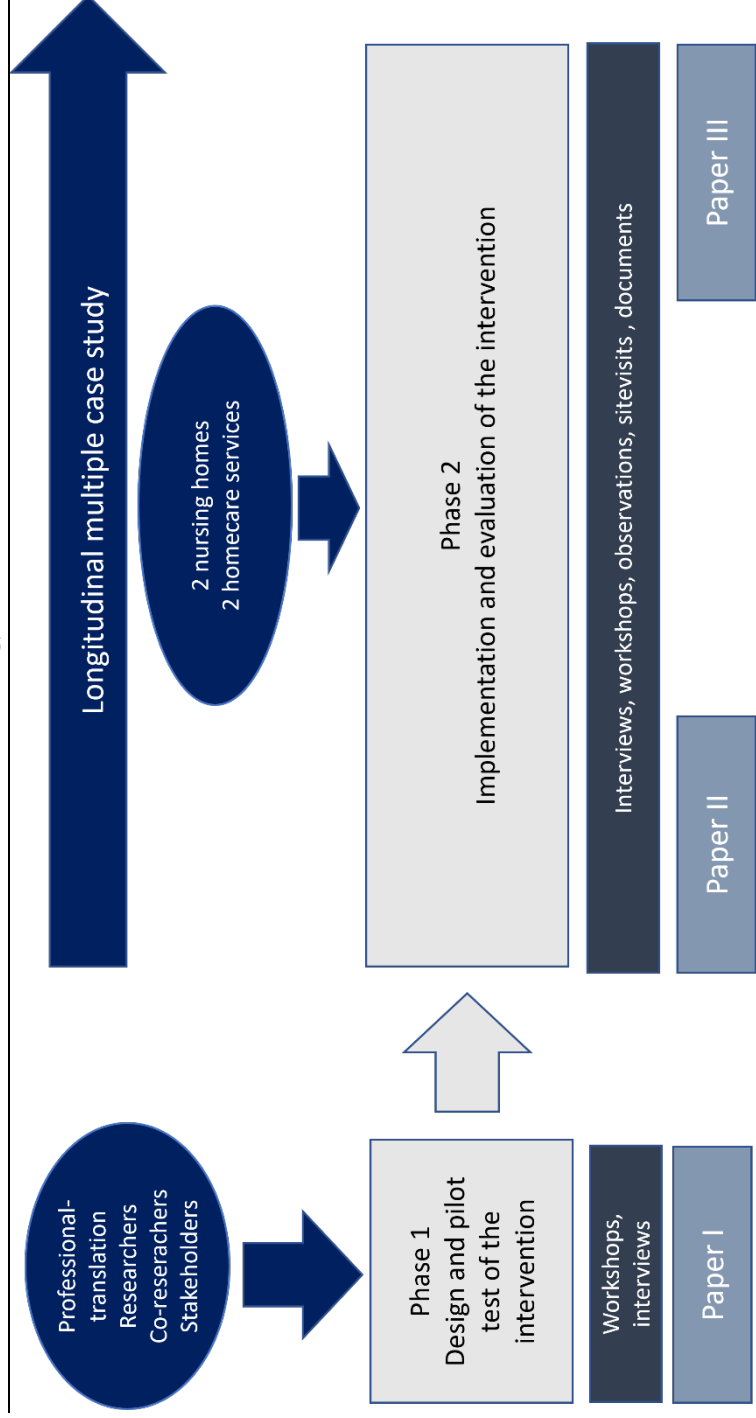 Professional-
translation
Researchers
Co-reserachers
Stakeholders
Phase 1
Design and pilot
test of the
intervention
Workshops,
interviews
Paper I
Longitudinal multiple case study
2 nursing homes
2 homecare services
Phase 2
Implementation and evaluation of the intervention
Interviews, workshops, observations, sitevisits , documents
Paper II
Paper III